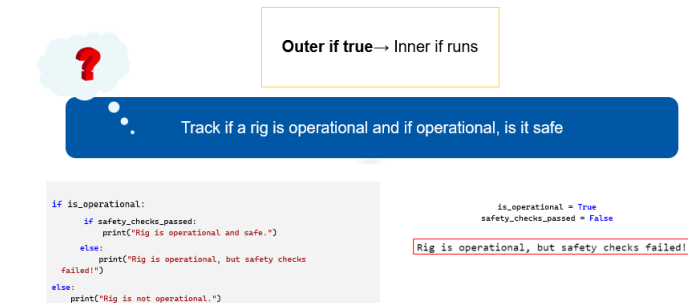 Outer if true→ Inner if runs
?
Track if a rig is operational and if operational, is it safe
if is_operational:
if safety_checks_passed:
print("Rig is operational and safe.")
else:
print("Rig is operational, but safety checks
failed!")
else:
print("Rig is not operational.")
is_operational = True
safety_checks_passed = False
Rig is operational, but safety checks failed!